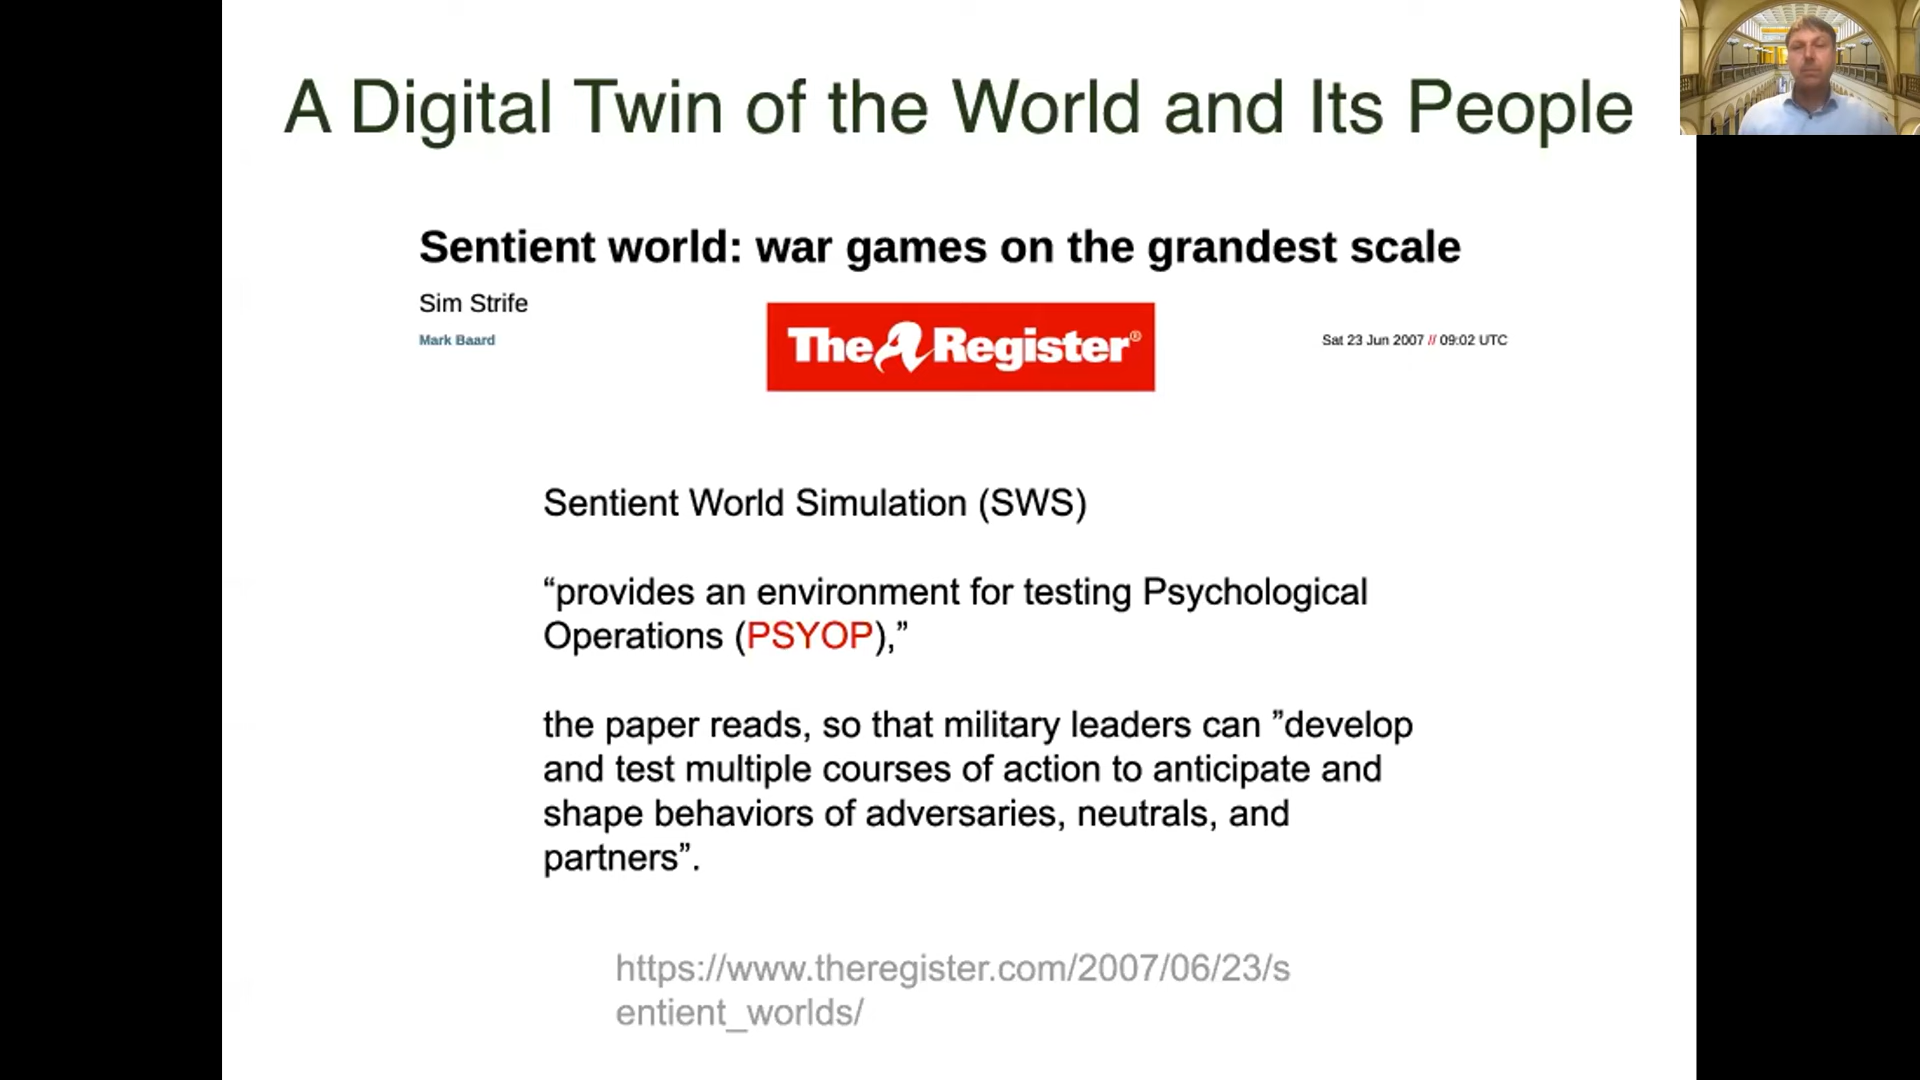 A Digital Twin of the World and Its People
Sentient world: war games on the grandest scale
Sim Strife
Mark Baard
The Register®
Sat 23 Jun 2007 // 09:02 UTC
Sentient World Simulation (SWS)
“provides an environment for testing Psychological
Operations (PSYOP),”
the paper reads, so that military leaders can ”develop
and test multiple courses of action to anticipate and
shape behaviors of adversaries, neutrals, and
partners”.
https://www.theregister.com/2007/06/23/s
entient_worlds/